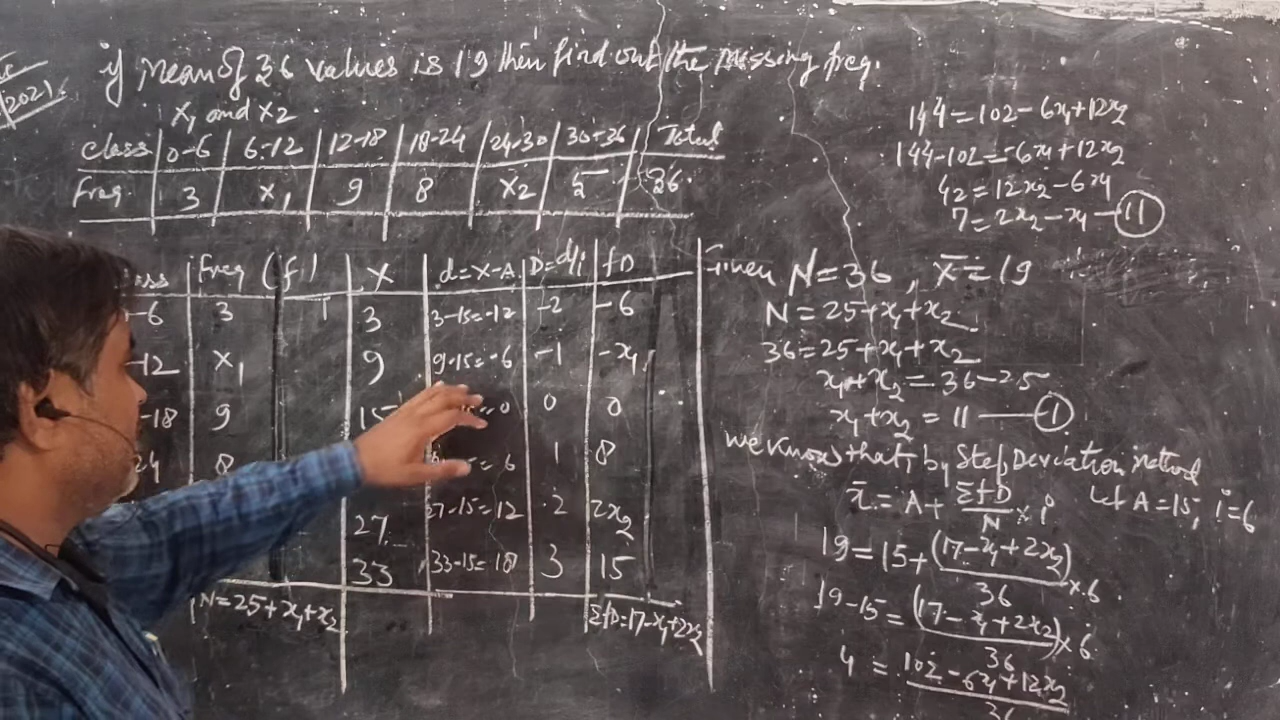 if Mean of 36 values is 19 then find out the missing freq.
2021.
x₁ and x₂
class 0-6 6-12 12-18 18-24 24-30 30-36 Total
freq. 3 x₁ 9 8 x₂ 5 36.
Freq (f) X d=X-A D=d/i fD
-6 3 3 3-15=-12 -2 -6
-12 x₁ 9 9-15=-6 -1 -x₁
-18 9 15 =0 0 0
24 8 = 6 1 8
27 27-15=12 2 2x₂
33 33-15=18 3 15
N=25+x₁+x₂ ΣfD=17-x₁+2x₂
144=102-6x₁+12x₂
144-102=-6x₁+12x₂
42=12x₂-6x₁
7=2x₂-x₁ — (11)
Given N=36, x̄=19
N=25+x₁+x₂
36=25+x₁+x₂
x₁+x₂=36-25
x₁+x₂=11 — (1)
we know that by Step Deviation method
x̄=A+ΣfD/N×i Let A=15, i=6
19=15+(17-x₁+2x₂)/36×6
19-15=(17-x₁+2x₂)/36×6
4=102-6x₁+12x₂/36